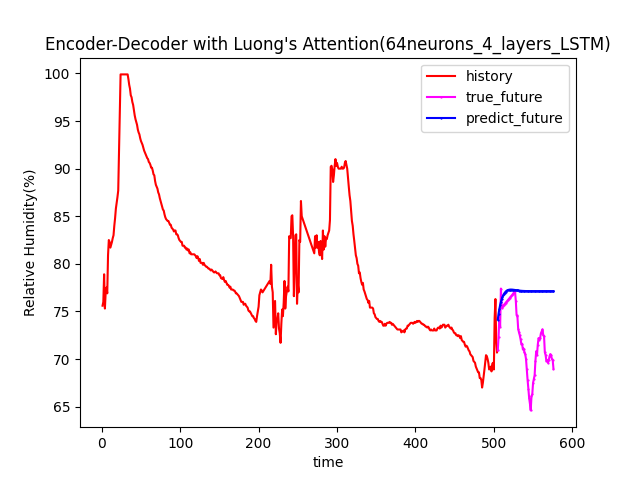 Encoder-Decoder with Luong's Attention(64neurons_4_layers_LSTM)
history
true_future
predict_future
Relative Humidity(%)
100
95
90
85
80
75
70
65
0
100
200
300
400
500
600
time